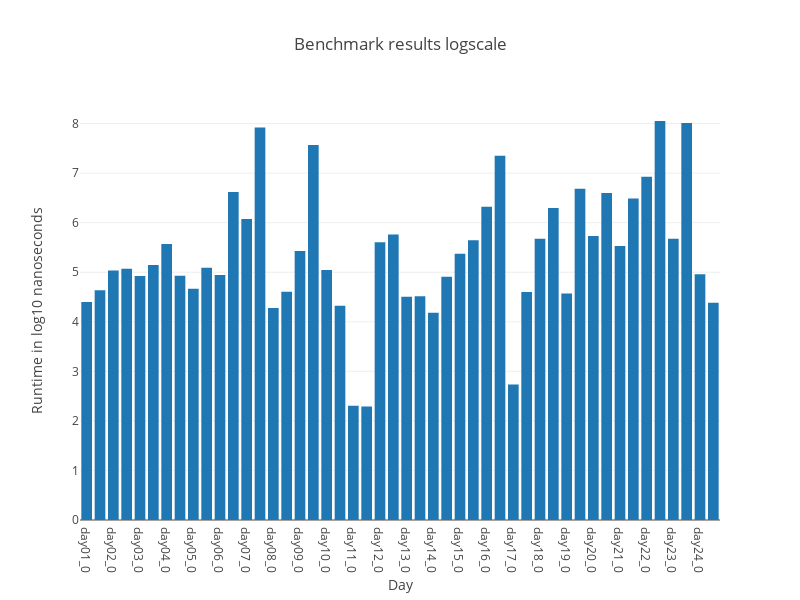 Benchmark results logscale
8
7
6
5
4
3
2
1
0
Runtime in log10 nanoseconds
day01_0
day02_0
day03_0
day04_0
day05_0
day06_0
day07_0
day08_0
day09_0
day10_0
day11_0
day12_0
day13_0
day14_0
day15_0
day16_0
day17_0
day18_0
day19_0
day20_0
day21_0
day22_0
day23_0
day24_0
Day